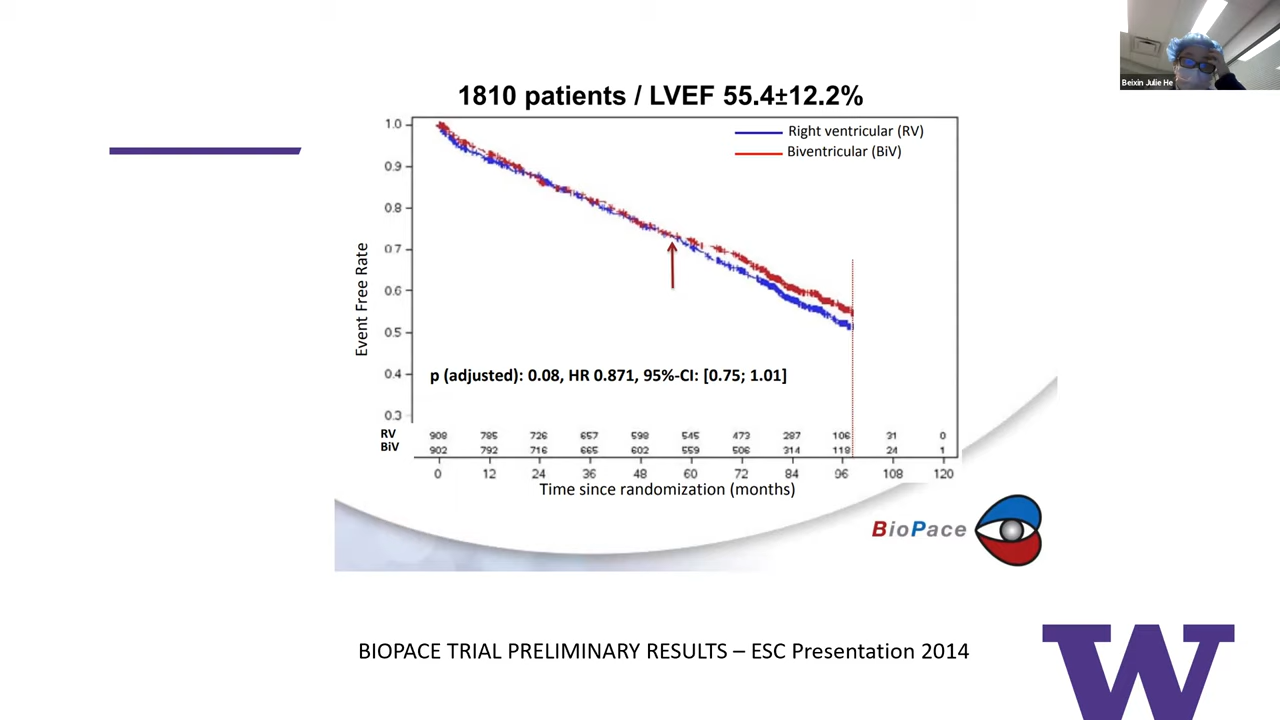 Beixin Julie He
1810 patients / LVEF 55.4±12.2%
Right ventricular (RV)
Biventricular (BiV)
1.0
0.9
0.8
0.7
0.6
0.5
0.4
0.3
Event Free Rate
p (adjusted): 0.08, HR 0.871, 95%-CI: [0.75; 1.01]
RV 908 785 726 657 598 545 473 287 106 31 0
BiV 902 792 716 665 602 559 506 314 118 24 1
0 12 24 36 48 60 72 84 96 108 120
Time since randomization (months)
BioPace
BIOPACE TRIAL PRELIMINARY RESULTS – ESC Presentation 2014
W